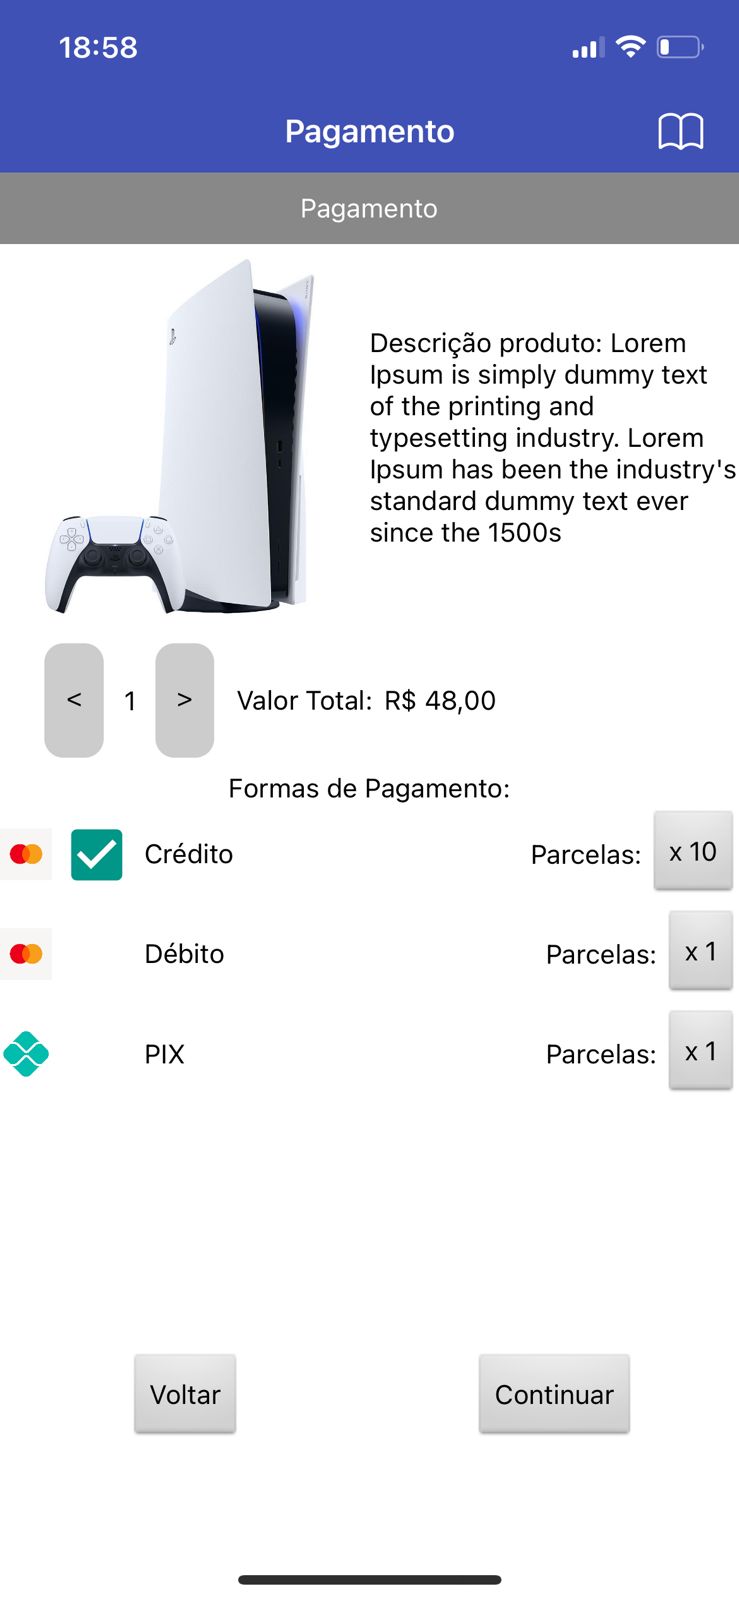 18:58
Pagamento
Pagamento
Descrição produto: Lorem
Ipsum is simply dummy text
of the printing and
typesetting industry. Lorem
Ipsum has been the industry's
standard dummy text ever
since the 1500s
< 1 > Valor Total: R$ 48,00
Formas de Pagamento:
Crédito Parcelas: x 10
Débito Parcelas: x 1
PIX Parcelas: x 1
Voltar Continuar